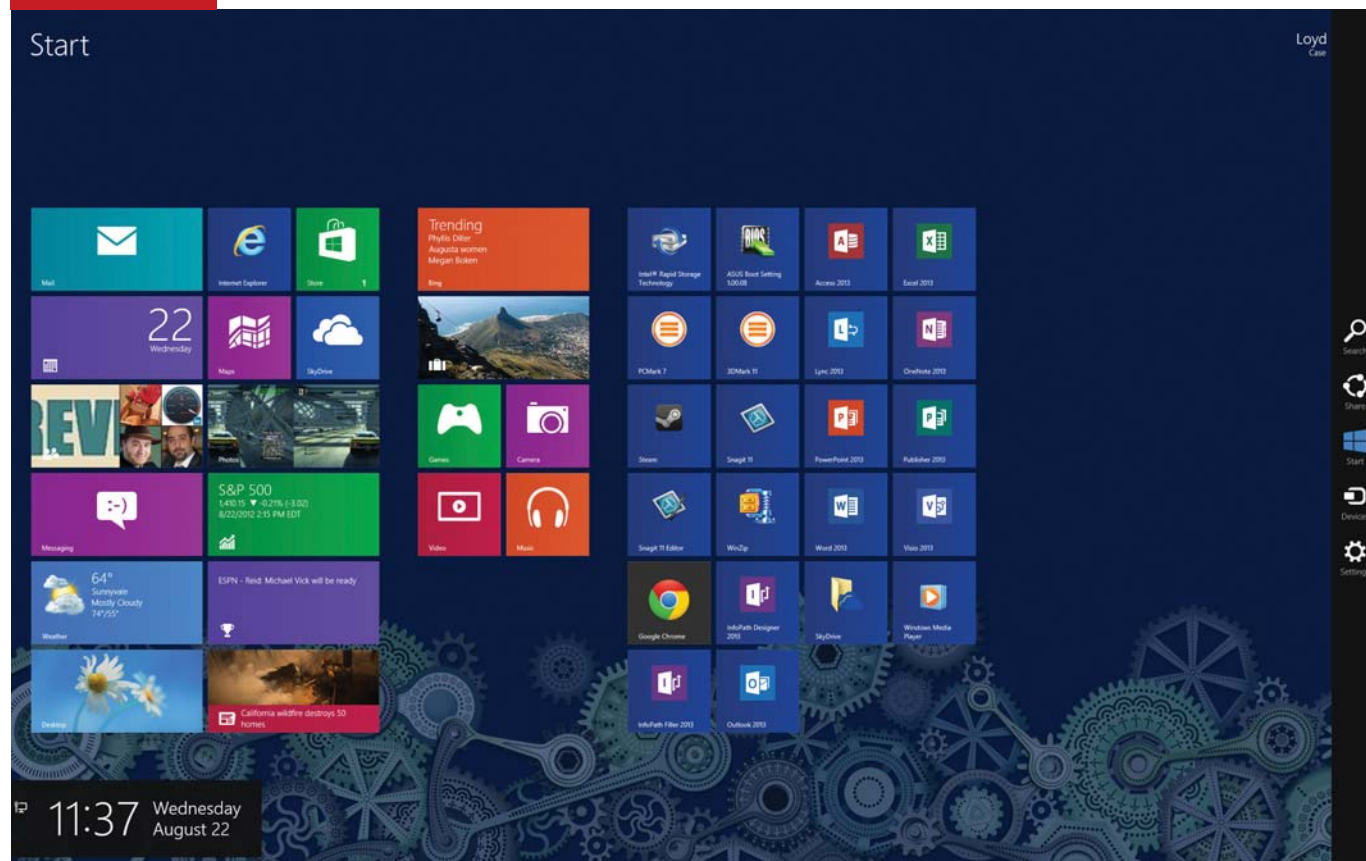 Start
Loyd
Case
Mail
Internet Explorer
Store 1
22
Wednesday
Maps
SkyDrive
REVI
Photos
:-)
Messaging
S&P 500
1,410.15 ▼ -0.21% (-3.02)
8/22/2012 2:15 PM EDT
64°
Sunnyvale
Mostly Cloudy
74°/55°
Weather
ESPN - Reid: Michael Vick will be ready
Desktop
California wildfire destroys 50
homes
Trending
Phyllis Diller
Augusta women
Megan Boken
Bing
Games
Camera
Video
Music
Intel® Rapid Storage
Technology
BIOS
ASUS Boot Setting
1.00.08
Access 2013
Excel 2013
PCMark 7
3DMark 11
Lync 2013
OneNote 2013
Steam
Snagit 11
PowerPoint 2013
Publisher 2013
Snagit 11 Editor
WinZip
Word 2013
Visio 2013
Google Chrome
InfoPath Designer
2013
SkyDrive
Windows Media
Player
InfoPath Filler 2013
Outlook 2013
Search
Share
Start
Device
Setting
11:37
Wednesday
August 22